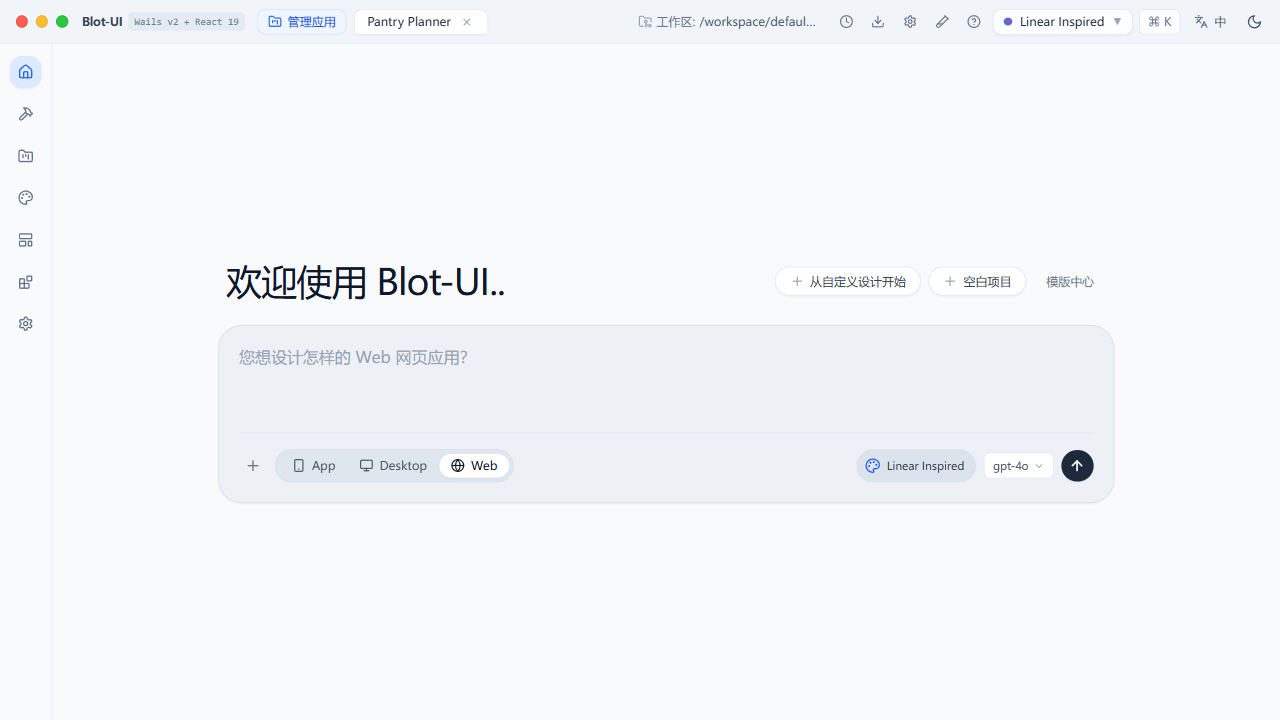 Blot-UI Wails v2 + React 19 管理应用 Pantry Planner 工作区: /workspace/defaul... Linear Inspired ⌘ K 中
欢迎使用 Blot-UI.. 从自定义设计开始 空白项目 模版中心
您想设计怎样的 Web 网页应用?
App Desktop Web Linear Inspired gpt-4o